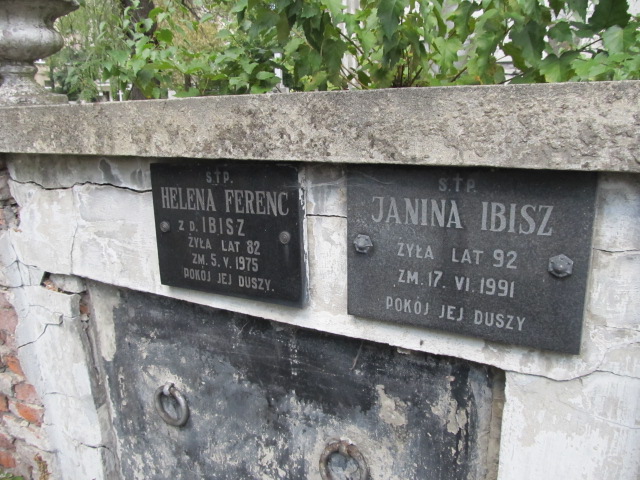 Ś.†P.
HELENA FERENC
Z D. IBISZ
ŻYŁA LAT 82
ZM. 5. V. 1975
POKÓJ JEJ DUSZY.
Ś.†P.
JANINA IBISZ
ŻYŁA LAT 92
ZM. 17. VI. 1991
POKÓJ JEJ DUSZY